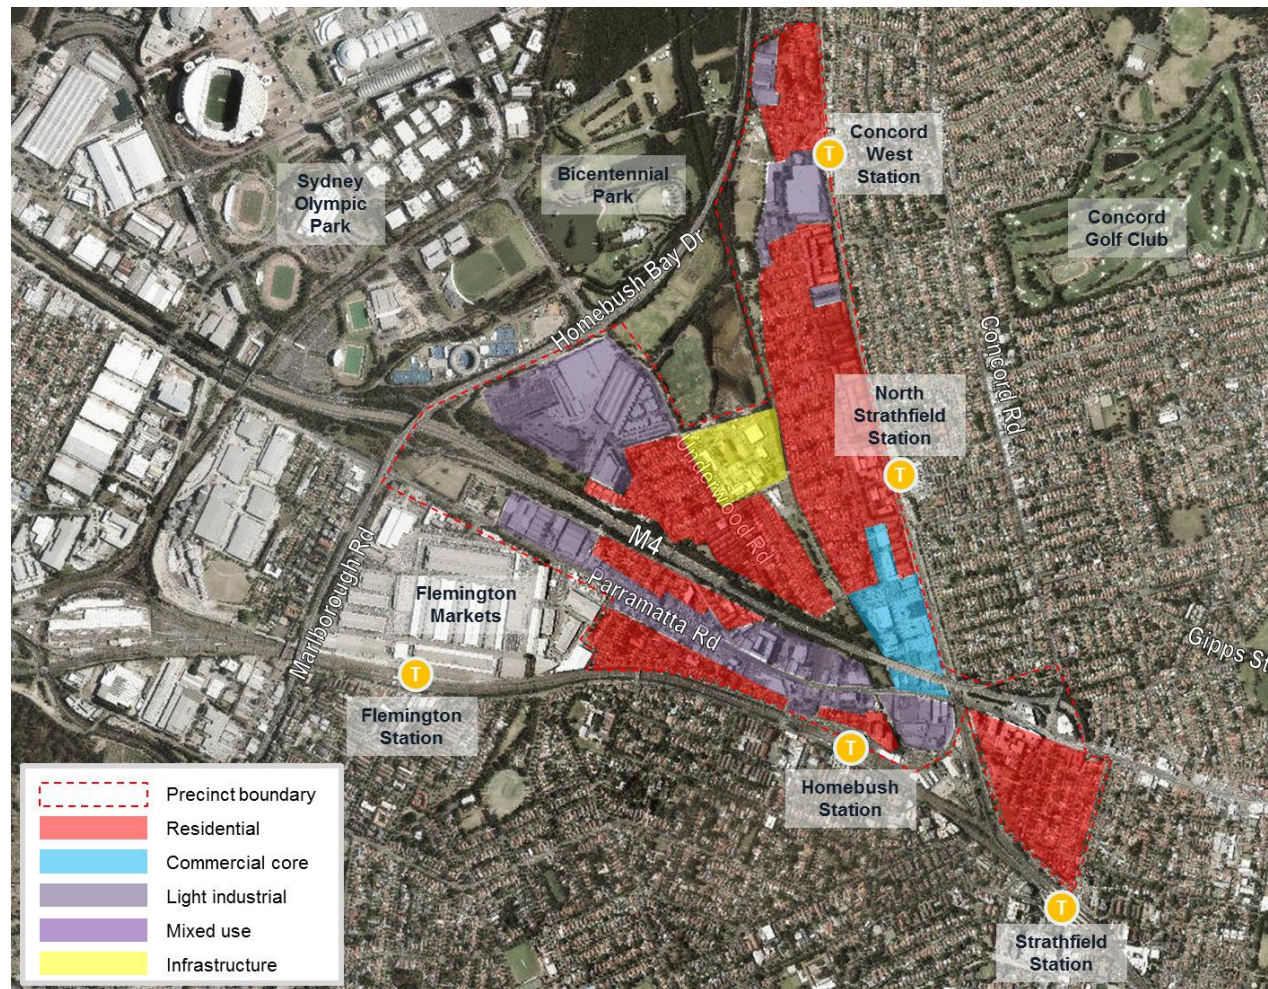 Concord
West
Station
T
Bicentennial
Park
Sydney
Olympic
Park
Concord
Golf Club
Homebush Bay Dr
Concord Rd
North
Strathfield
Station
T
Underwood Rd
M4
Marlborough Rd
Flemington
Markets
Parramatta Rd
Gipps St
T
Flemington
Station
T
Homebush
Station
T
Strathfield
Station
Precinct boundary
Residential
Commercial core
Light industrial
Mixed use
Infrastructure